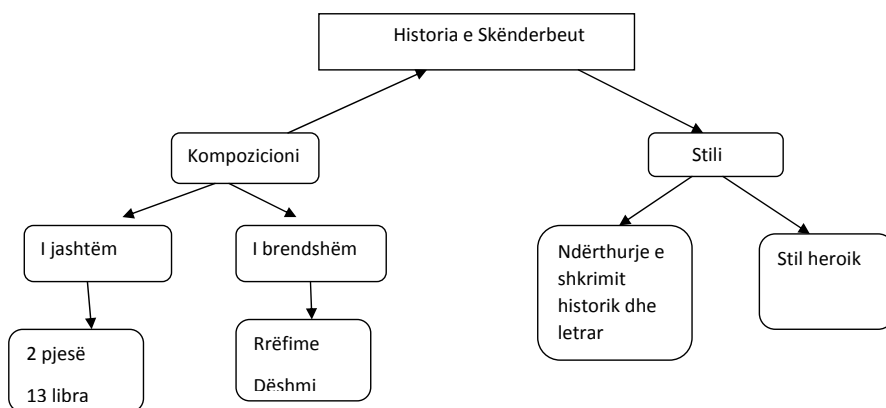 Historia e Skënderbeut
Kompozicioni
Stili
I jashtëm
I brendshëm
Ndërthurje e
shkrimit
historik dhe
letrar
Stil heroik
2 pjesë
13 libra
Rrëfime
Dëshmi